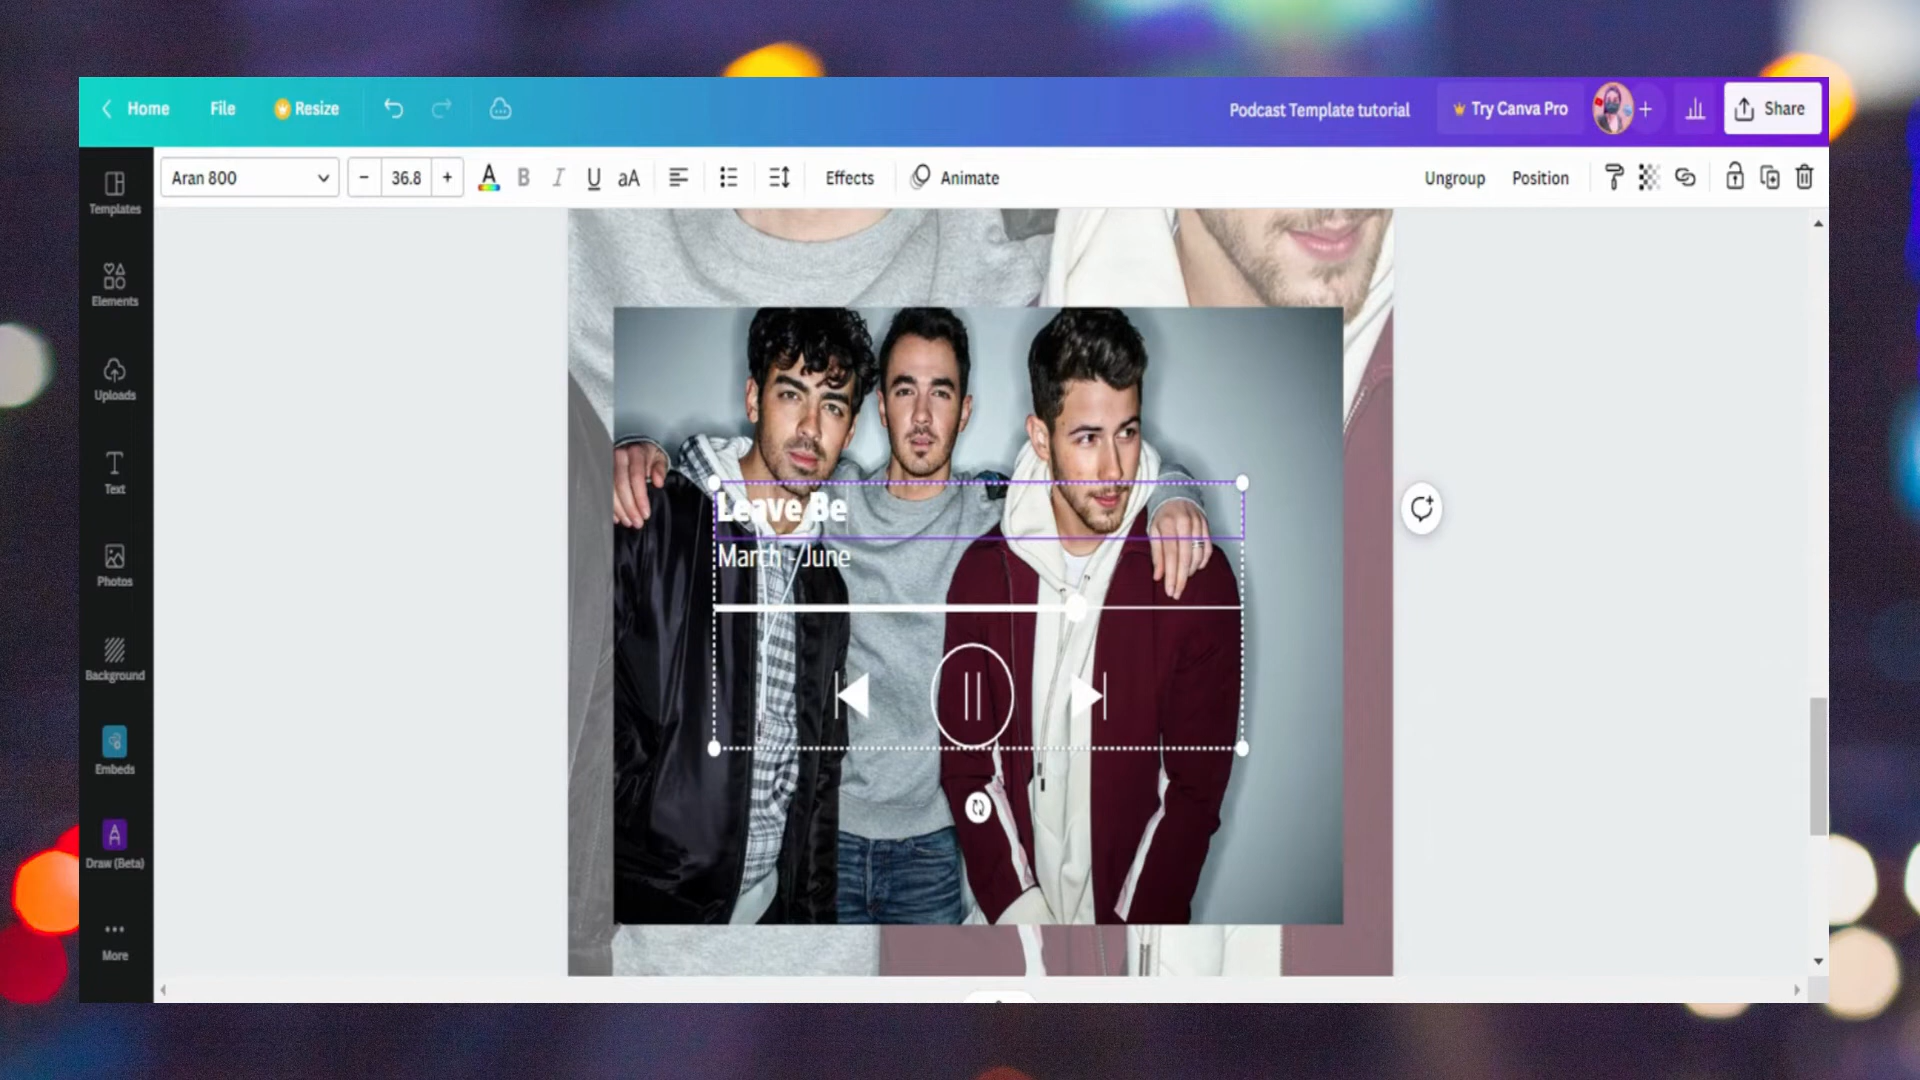 Home File Resize Podcast Template tutorial Try Canva Pro + Share
Aran 800 - 36.8 + A B I U aA Effects Animate Ungroup Position
Templates
Elements
Uploads
Text
Photos
Background
Embeds
Draw (Beta)
More
Leave Be
March - June